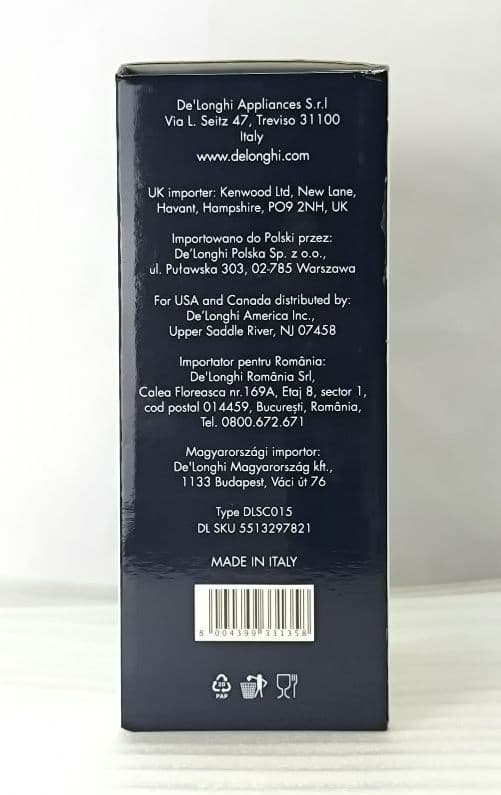 De'Longhi Appliances S.r.l
Via L. Seitz 47, Treviso 31100
Italy
www.delonghi.com
UK importer: Kenwood Ltd, New Lane,
Havant, Hampshire, PO9 2NH, UK
Importowano do Polski przez:
De'Longhi Polska Sp. z o.o.,
ul. Puławska 303, 02-785 Warszawa
For USA and Canada distributed by:
De'Longhi America Inc.,
Upper Saddle River, NJ 07458
Importator pentru România:
De'Longhi România Srl,
Calea Floreasca nr.169A, Etaj 8, sector 1,
cod postal 014459, Bucureşti, România,
Tel. 0800.672.671
Magyarországi importor:
De'Longhi Magyarország kft.,
1133 Budapest, Váci út 76
Type DLSC015
DL SKU 5513297821
MADE IN ITALY
8 004399 331358
20
PAP